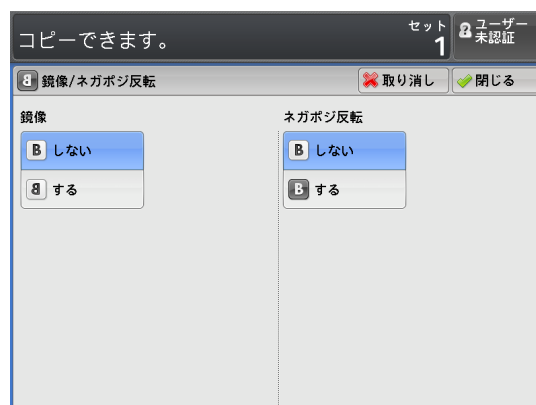 コピーできます。
セット
1
ユーザー
未認証
鏡像/ネガポジ反転
取り消し
閉じる
鏡像
ネガポジ反転
B しない
B しない
B する
B する